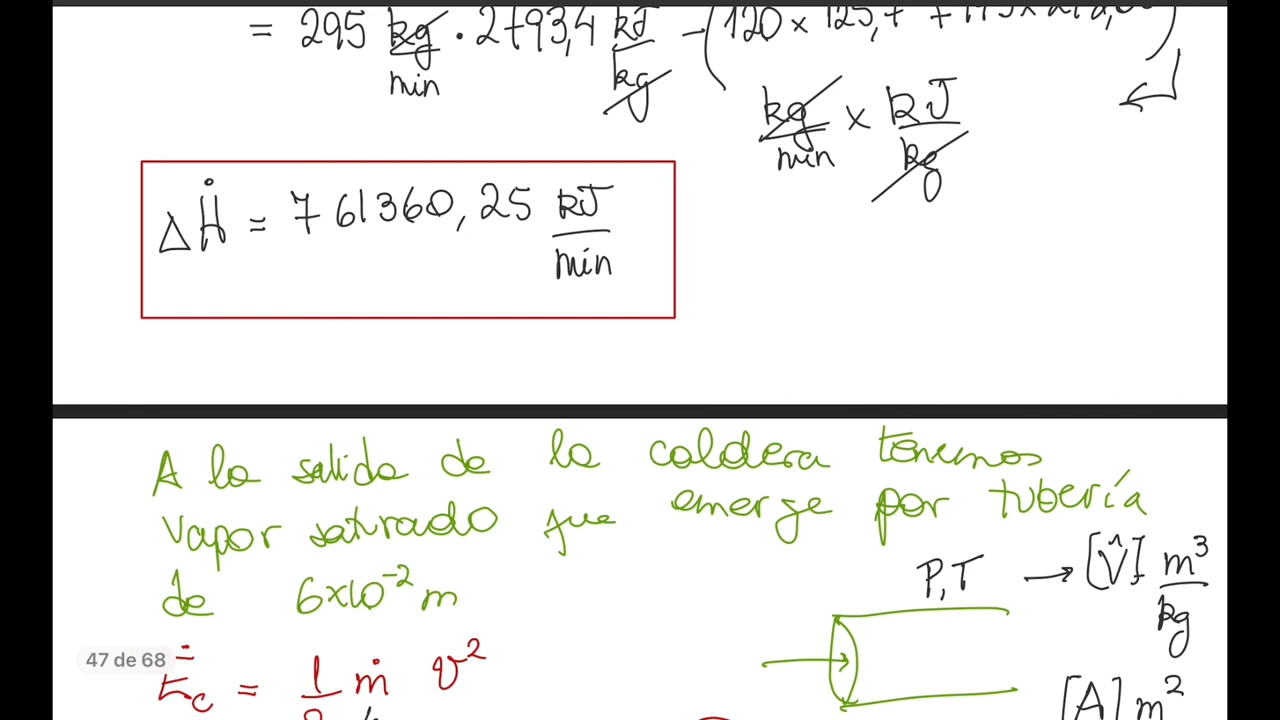 = 295 kg/min · 2793,4 kJ/kg - (120 × 125,7 +
kg/min × kJ/kg
ΔḢ = 761360,25 kJ/min
A la salida de la caldera tenemos
vapor saturado que emerge por tubería
de 6x10⁻² m
P,T → [V̂] m³/kg
47 de 68
Ėc = 1/2 ṁ v²
[A] m²